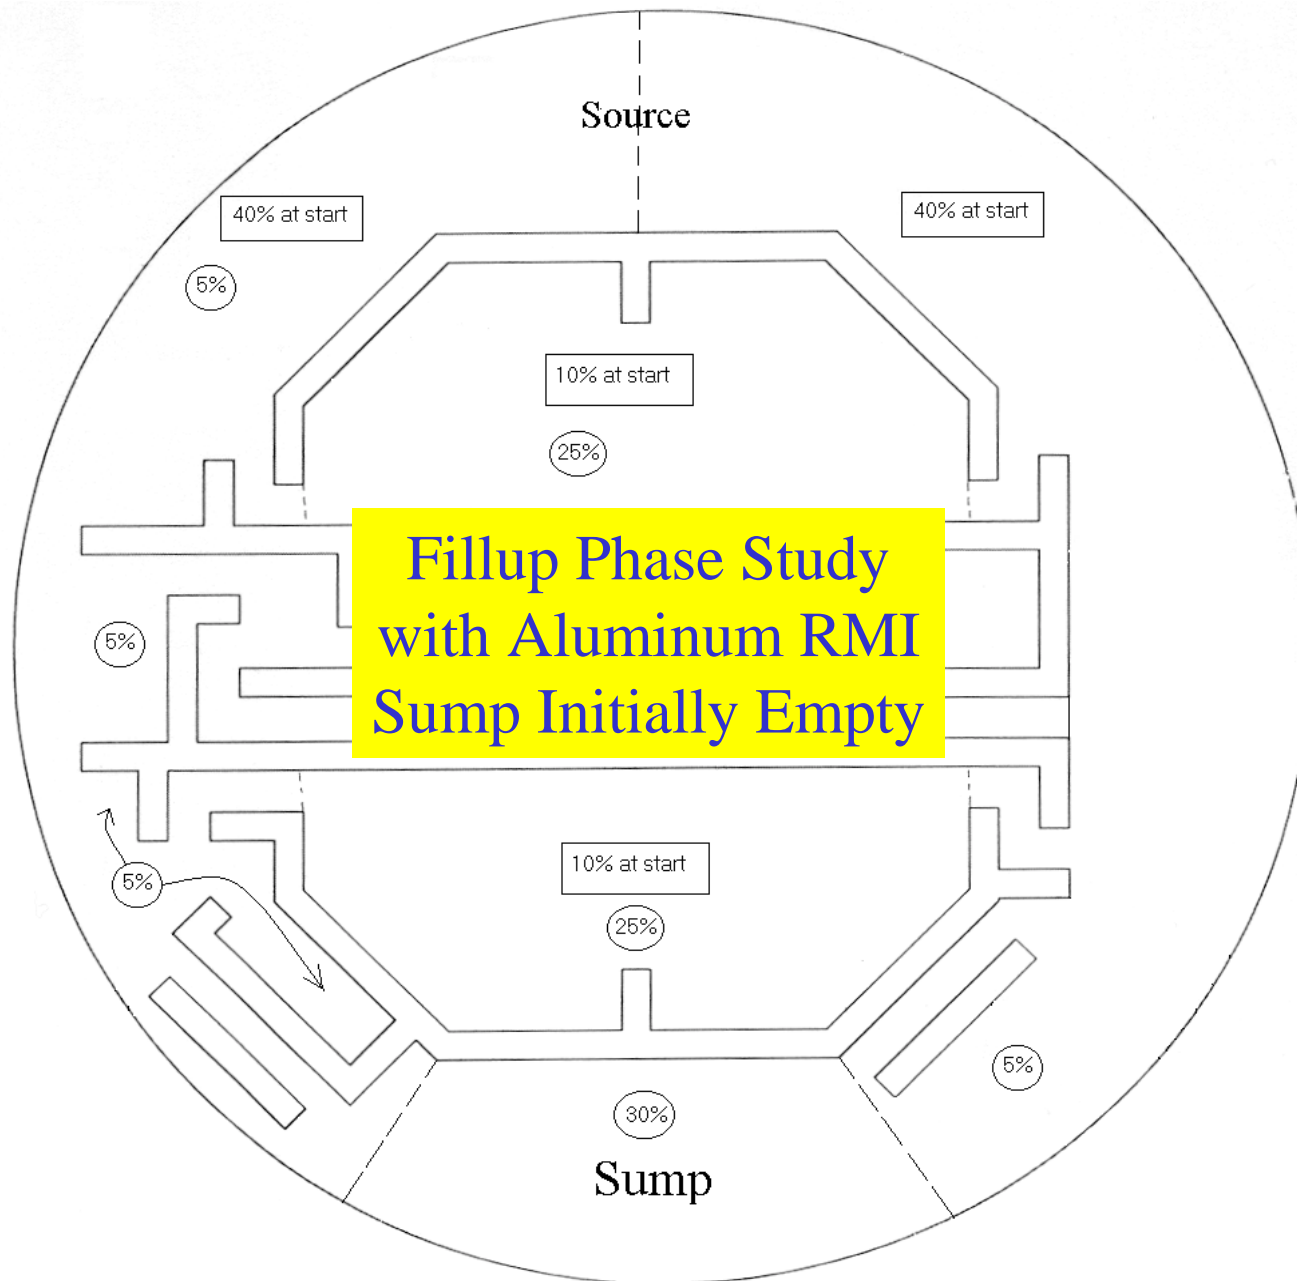 Source
40% at start
40% at start
5%
10% at start
25%
Fillup Phase Study
with Aluminum RMI
Sump Initially Empty
5%
10% at start
5%
25%
5%
30%
Sump